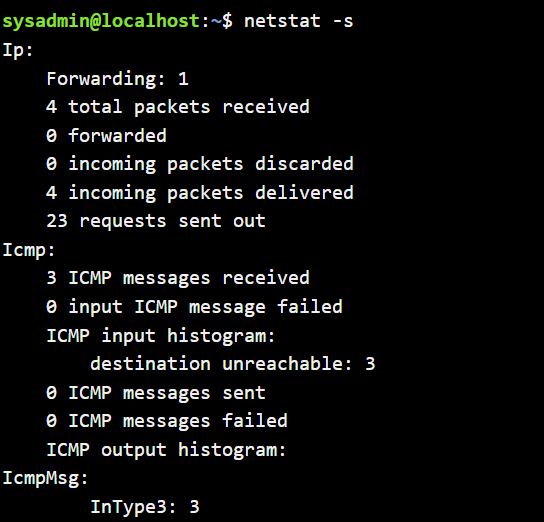 sysadmin@localhost:~$ netstat -s
Ip:
    Forwarding: 1
    4 total packets received
    0 forwarded
    0 incoming packets discarded
    4 incoming packets delivered
    23 requests sent out
Icmp:
    3 ICMP messages received
    0 input ICMP message failed
    ICMP input histogram:
        destination unreachable: 3
    0 ICMP messages sent
    0 ICMP messages failed
    ICMP output histogram:
IcmpMsg:
        InType3: 3